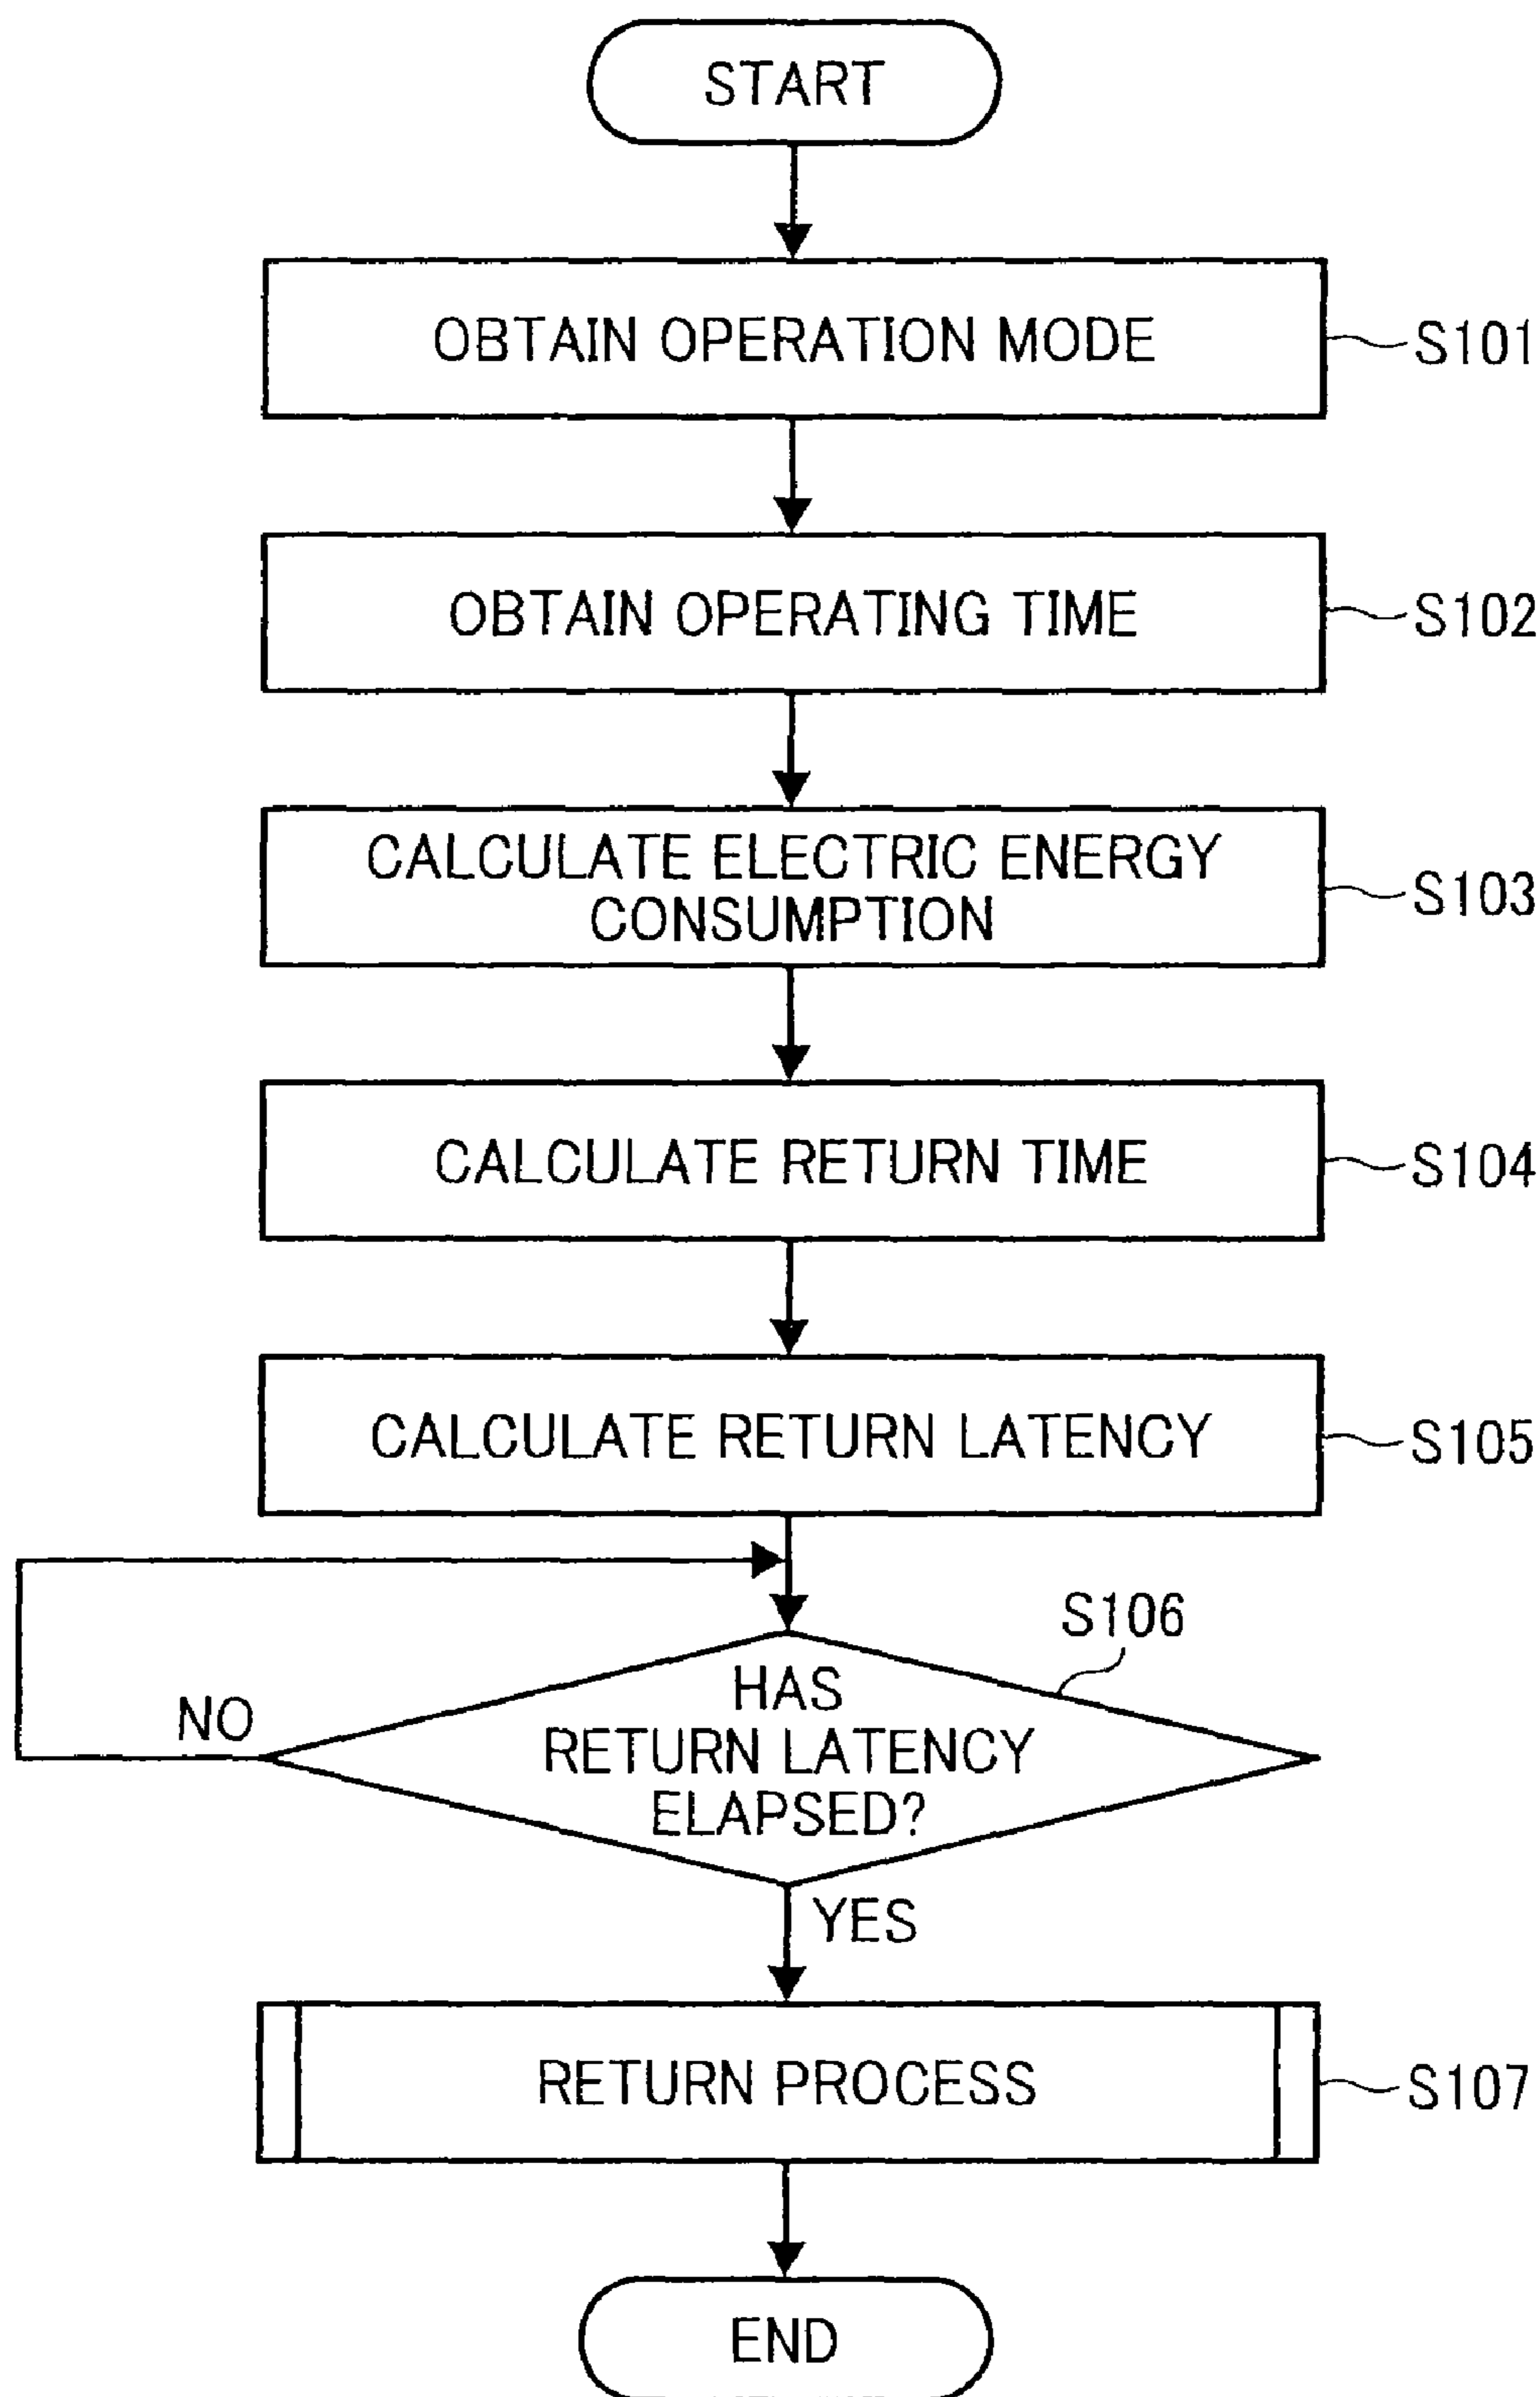 START
OBTAIN OPERATION MODE
S101
OBTAIN OPERATING TIME
S102
CALCULATE ELECTRIC ENERGY
CONSUMPTION
S103
CALCULATE RETURN TIME
S104
CALCULATE RETURN LATENCY
S105
S106
HAS
RETURN LATENCY
ELAPSED?
NO
YES
RETURN PROCESS
S107
END